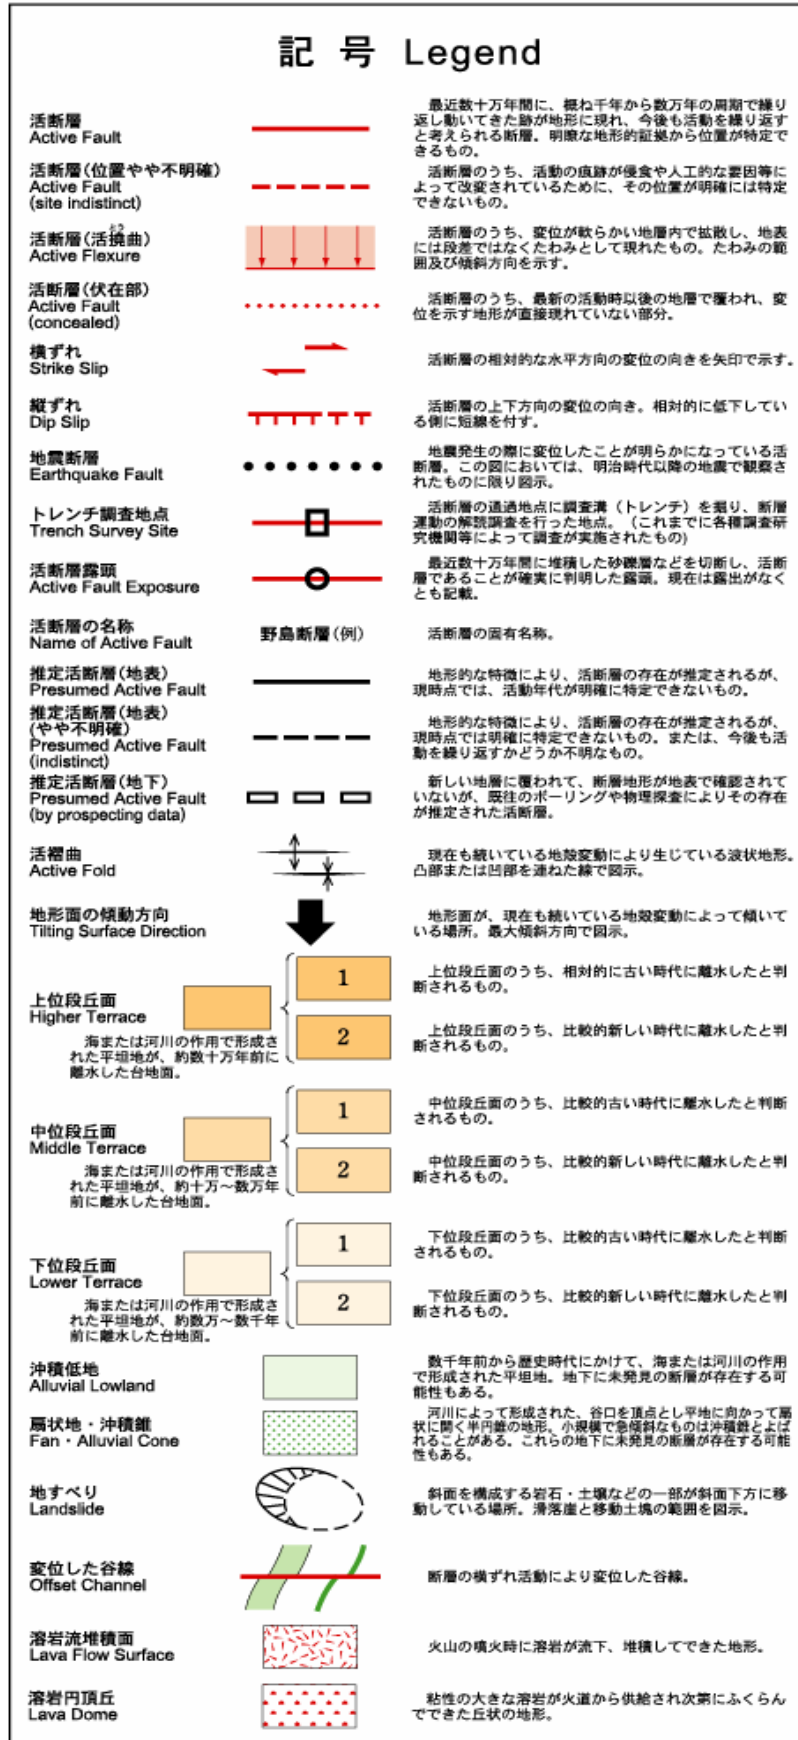 記 号 Legend
活断層
Active Fault
最近数十万年間に、概ね千年から数万年の周期で繰り
返し動いてきた跡が地形に現れ、今後も活動を繰り返す
と考えられる断層。明瞭な地形的証拠から位置が特定で
きるもの。
活断層(位置やや不明確)
Active Fault
(site indistinct)
活断層のうち、活動の痕跡が侵食や人工的な要因等に
よって改変されているために、その位置が明確には特定
できないもの。
活断層(活撓曲)
とう
Active Flexure
活断層のうち、変位が軟らかい地層内で拡散し、地表
には段差ではなくたわみとして現れたもの。たわみの範
囲及び傾斜方向を示す。
活断層(伏在部)
Active Fault
(concealed)
活断層のうち、最新の活動時以後の地層で覆われ、変
位を示す地形が直接現れていない部分。
横ずれ
Strike Slip
活断層の相対的な水平方向の変位の向きを矢印で示す。
縦ずれ
Dip Slip
活断層の上下方向の変位の向き。相対的に低下してい
る側に短線を付す。
地震断層
Earthquake Fault
地震発生の際に変位したことが明らかになっている活
断層。この図においては、明治時代以降の地震で観察さ
れたものに限り図示。
トレンチ調査地点
Trench Survey Site
活断層の通過地点に調査溝（トレンチ）を掘り、断層
運動の解読調査を行った地点。（これまでに各種調査研
究機関等によって調査が実施されたもの)
活断層露頭
Active Fault Exposure
最近数十万年間に堆積した砂礫層などを切断し、活断
層であることが確実に判明した露頭。現在は露出がなく
とも記載。
活断層の名称
Name of Active Fault
野島断層(例)
活断層の固有名称。
推定活断層(地表)
Presumed Active Fault
地形的な特徴により、活断層の存在が推定されるが、
現時点では、活動年代が明確に特定できないもの。
推定活断層(地表)
(やや不明確)
Presumed Active Fault
(indistinct)
地形的な特徴により、活断層の存在が推定されるが、
現時点では明確に特定できないもの。または、今後も活
動を繰り返すかどうか不明なもの。
推定活断層(地下)
Presumed Active Fault
(by prospecting data)
新しい地層に覆われて、断層地形が地表で確認されて
いないが、既往のボーリングや物理探査によりその存在
が推定された活断層。
活褶曲
Active Fold
現在も続いている地殻変動により生じている波状地形。
凸部または凹部を連ねた線で図示。
地形面の傾動方向
Tilting Surface Direction
地形面が、現在も続いている地殻変動によって傾いて
いる場所。最大傾斜方向で図示。
上位段丘面
Higher Terrace
海または河川の作用で形成さ
れた平坦地が、約数十万年前に
離水した台地面。
1
上位段丘面のうち、相対的に古い時代に離水したと判
断されるもの。
2
上位段丘面のうち、比較的新しい時代に離水したと判
断されるもの。
中位段丘面
Middle Terrace
海または河川の作用で形成さ
れた平坦地が、約十万～数万年
前に離水した台地面。
1
中位段丘面のうち、比較的古い時代に離水したと判断
されるもの。
2
中位段丘面のうち、比較的新しい時代に離水したと判
断されるもの。
下位段丘面
Lower Terrace
海または河川の作用で形成さ
れた平坦地が、約数万～数千年
前に離水した台地面。
1
下位段丘面のうち、比較的古い時代に離水したと判断
されるもの。
2
下位段丘面のうち、比較的新しい時代に離水したと判
断されるもの。
沖積低地
Alluvial Lowland
数千年前から歴史時代にかけて、海または河川の作用
で形成された平坦地。地下に未発見の断層が存在する可
能性もある。
扇状地・沖積錐
Fan・Alluvial Cone
河川によって形成された、谷口を頂点とし平地に向かって扇
状に開く半円錐の地形。小規模で急傾斜なものは沖積錐とよば
れることがある。これらの地下に未発見の断層が存在する可能
性もある。
地すべり
Landslide
斜面を構成する岩石・土壌などの一部が斜面下方に移
動している場所。滑落崖と移動土塊の範囲を図示。
変位した谷線
Offset Channel
断層の横ずれ活動により変位した谷線。
溶岩流堆積面
Lava Flow Surface
火山の噴火時に溶岩が流下、堆積してできた地形。
溶岩円頂丘
Lava Dome
粘性の大きな溶岩が火道から供給され次第にふくらん
でできた丘状の地形。